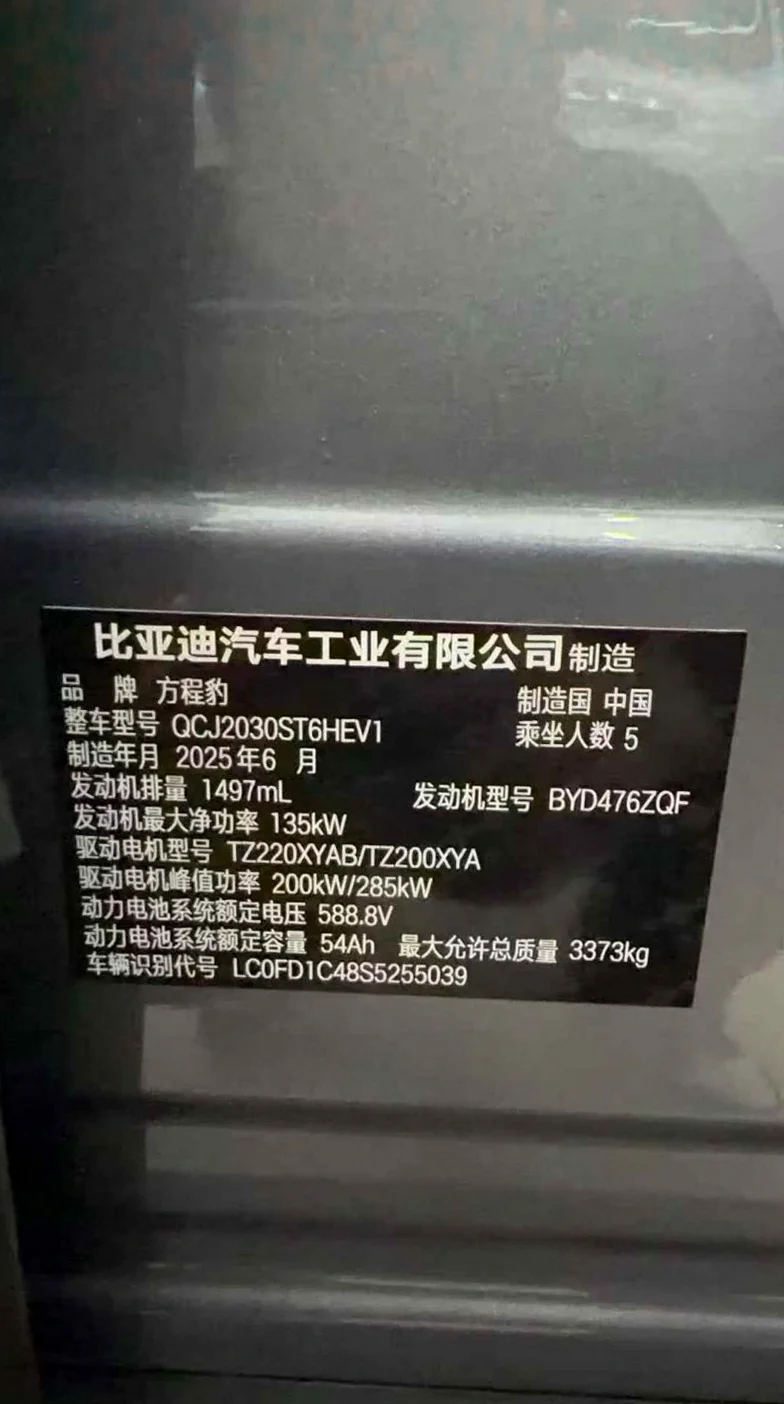 比亚迪汽车工业有限公司制造
品 牌 方程豹 制造国 中国
整车型号 QCJ2030ST6HEV1 乘坐人数 5
制造年月 2025年6 月
发动机排量 1497mL 发动机型号 BYD476ZQF
发动机最大净功率 135kW
驱动电机型号 TZ220XYAB/TZ200XYA
驱动电机峰值功率 200kW/285kW
动力电池系统额定电压 588.8V
动力电池系统额定容量 54Ah 最大允许总质量 3373kg
车辆识别代号 LC0FD1C48S5255039